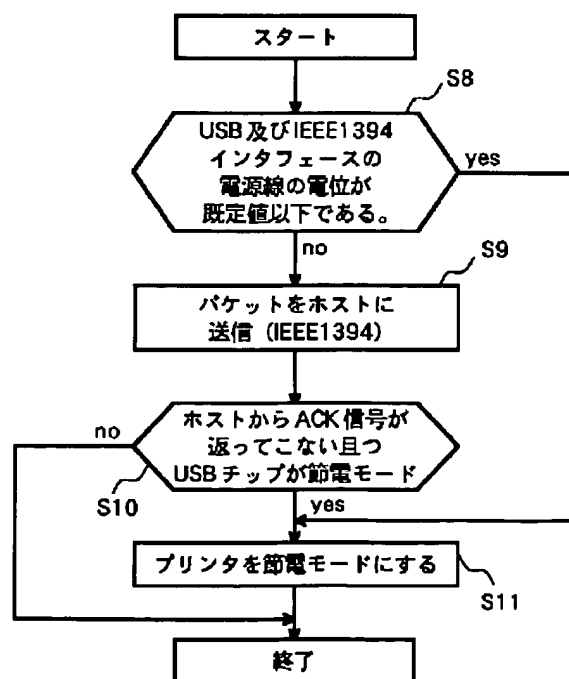 スタート
S8
USB及びIEEE1394
インタフェースの
電源線の電位が
既定値以下である。
yes
no
S9
パケットをホストに
送信(IEEE1394)
no
ホストからACK信号が
返ってこない且つ
USBチップが節電モード
S10
yes
プリンタを節電モードにする
S11
終了